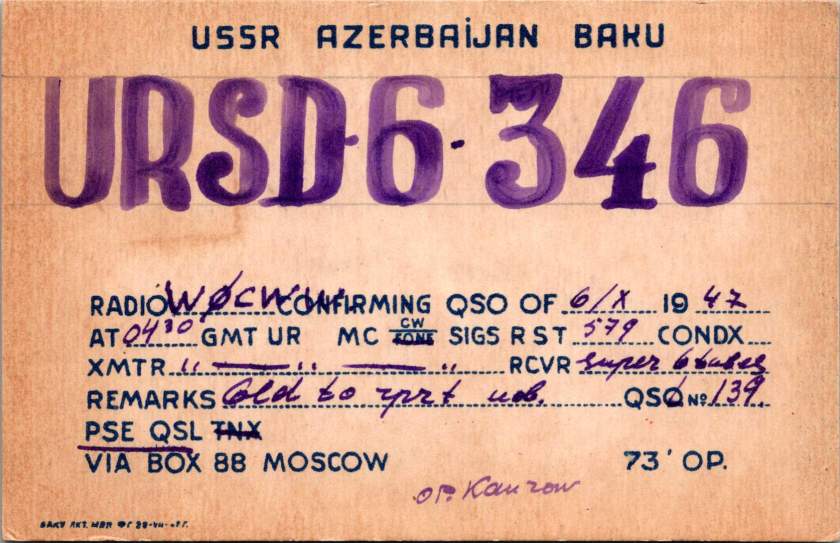 USSR AZERBAIJAN BAKU
URSD-6-346
RADIO WØCWW CONFIRMING QSO OF 6/X 1947
AT 0430 GMT UR MC CW FONE SIGS RST 579 CONDX
XMTR " — " — " RCVR super 6 tubes
REMARKS Gld to rprt QSO № 139.
PSE QSL TNX
VIA BOX 88 MOSCOW 73' OP.
op.